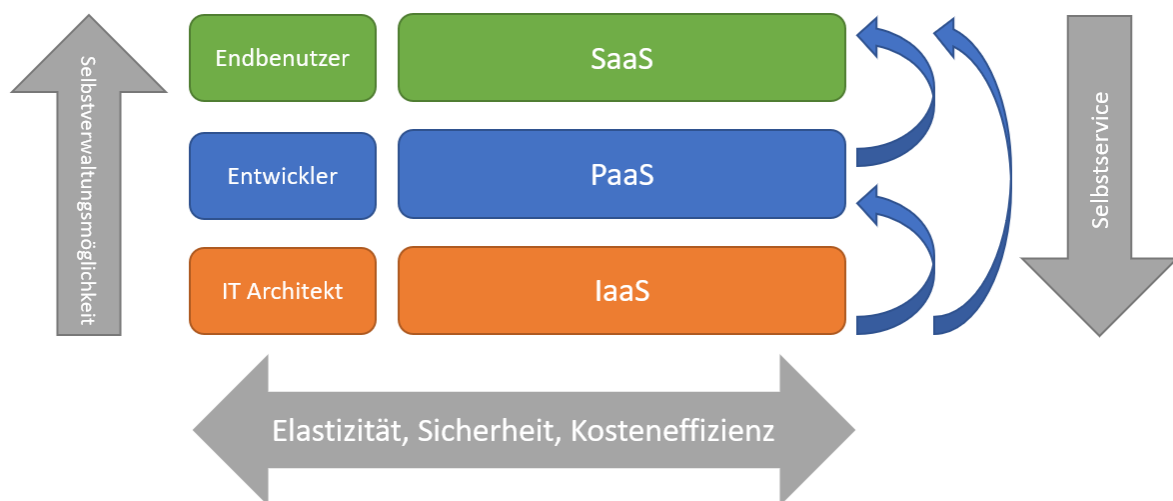 Selbstverwaltungsmöglichkeit
Endbenutzer
SaaS
Entwickler
PaaS
IT Architekt
IaaS
Selbstservice
Elastizität, Sicherheit, Kosteneffizienz